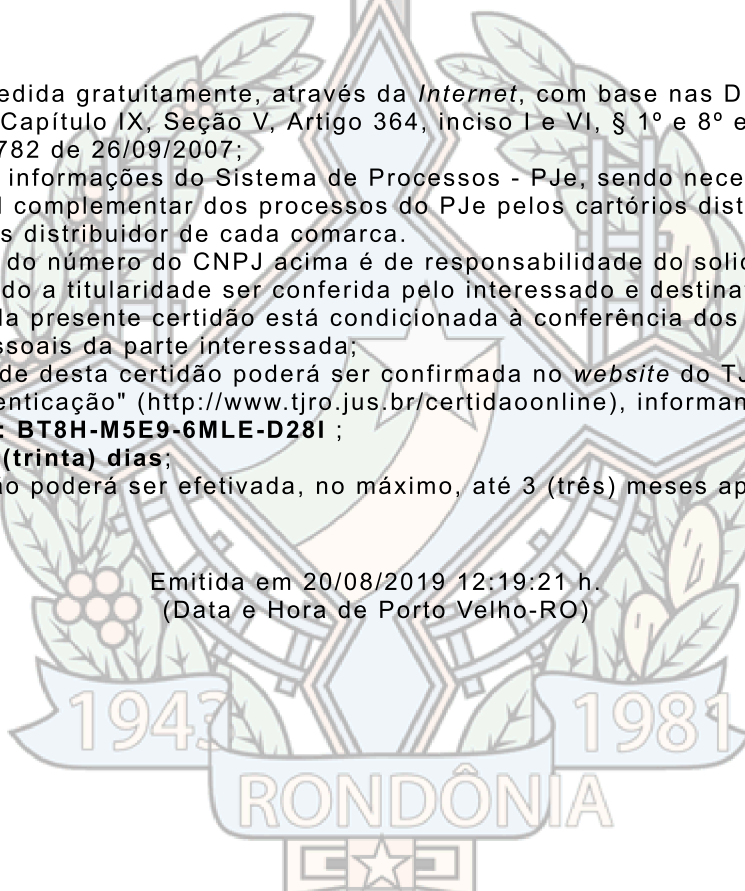 edida gratuitamente, através da Internet, com base nas D
Capítulo IX, Seção V, Artigo 364, inciso I e VI, § 1º e 8º e
782 de 26/09/2007;
informações do Sistema de Processos - PJe, sendo nece
l complementar dos processos do PJe pelos cartórios dist
s distribuidor de cada comarca.
do número do CNPJ acima é de responsabilidade do solic
do a titularidade ser conferida pelo interessado e destina
da presente certidão está condicionada à conferência dos
ssoais da parte interessada;
de desta certidão poderá ser confirmada no website do TJ
enticação" (http://www.tjro.jus.br/certidaoonline), informan
: BT8H-M5E9-6MLE-D28I ;
(trinta) dias;
ão poderá ser efetivada, no máximo, até 3 (três) meses ap
Emitida em 20/08/2019 12:19:21 h.
(Data e Hora de Porto Velho-RO)
1943 1981
RONDÔNIA